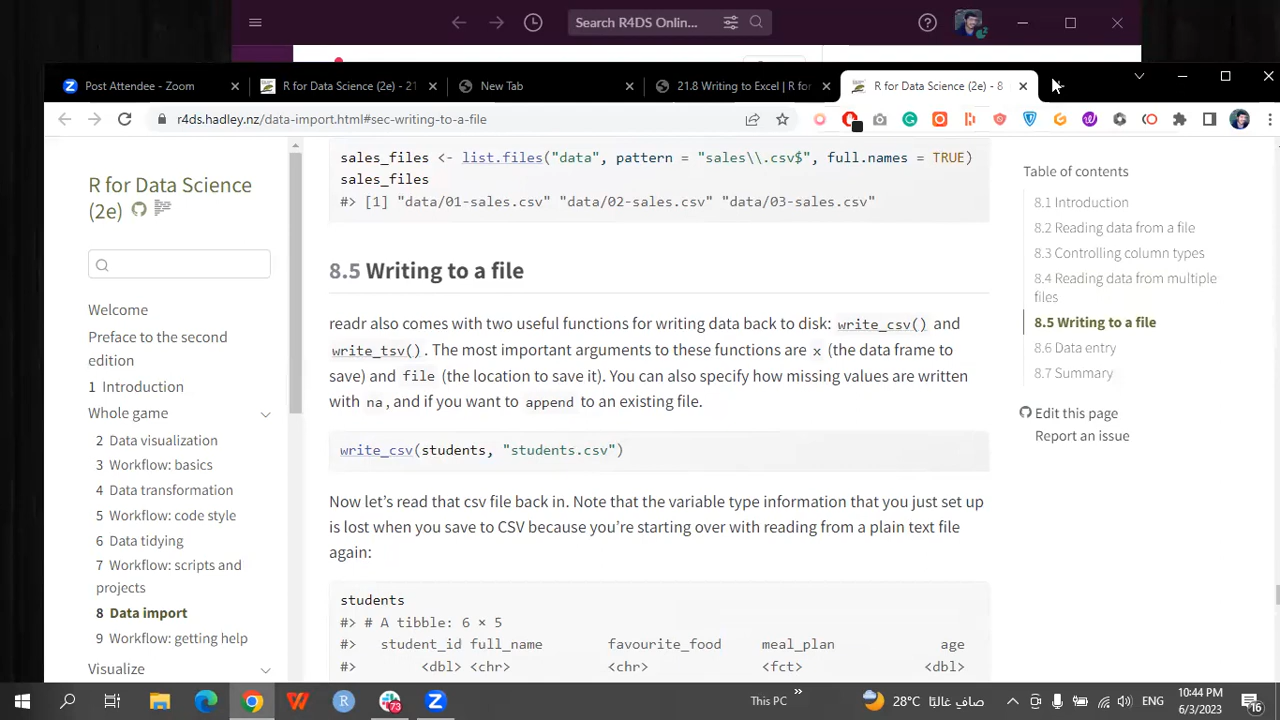 Search R4DS Onlin...
Post Attendee - Zoom
R for Data Science (2e) - 21
New Tab
21.8 Writing to Excel | R for
R for Data Science (2e) - 8
r4ds.hadley.nz/data-import.html#sec-writing-to-a-file
R for Data Science
(2e)
Welcome
Preface to the second
edition
1 Introduction
Whole game
2 Data visualization
3 Workflow: basics
4 Data transformation
5 Workflow: code style
6 Data tidying
7 Workflow: scripts and
projects
8 Data import
9 Workflow: getting help
Visualize
sales_files <- list.files("data", pattern = "sales\\.csv$", full.names = TRUE)
sales_files
#> [1] "data/01-sales.csv" "data/02-sales.csv" "data/03-sales.csv"
8.5 Writing to a file
readr also comes with two useful functions for writing data back to disk: write_csv() and
write_tsv(). The most important arguments to these functions are x (the data frame to
save) and file (the location to save it). You can also specify how missing values are written
with na, and if you want to append to an existing file.
write_csv(students, "students.csv")
Now let's read that csv file back in. Note that the variable type information that you just set up
is lost when you save to CSV because you're starting over with reading from a plain text file
again:
students
#> # A tibble: 6 × 5
#> student_id full_name favourite_food meal_plan age
#> <dbl> <chr> <chr> <fct> <dbl>
Table of contents
8.1 Introduction
8.2 Reading data from a file
8.3 Controlling column types
8.4 Reading data from multiple
files
8.5 Writing to a file
8.6 Data entry
8.7 Summary
Edit this page
Report an issue
73
This PC
28°C صافٍ غالبًا
ENG
10:44 PM
6/3/2023
16